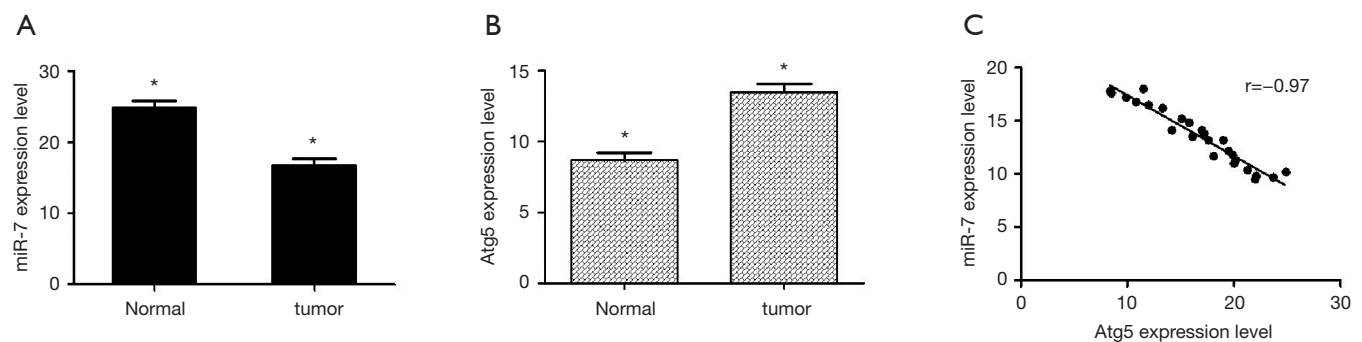 A
miR-7 expression level
30
20
10
0
*
*
Normal
tumor
B
Atg5 expression level
15
10
5
0
*
*
Normal
tumor
C
miR-7 expression level
20
15
10
5
0
r=−0.97
0
10
20
30
Atg5 expression level